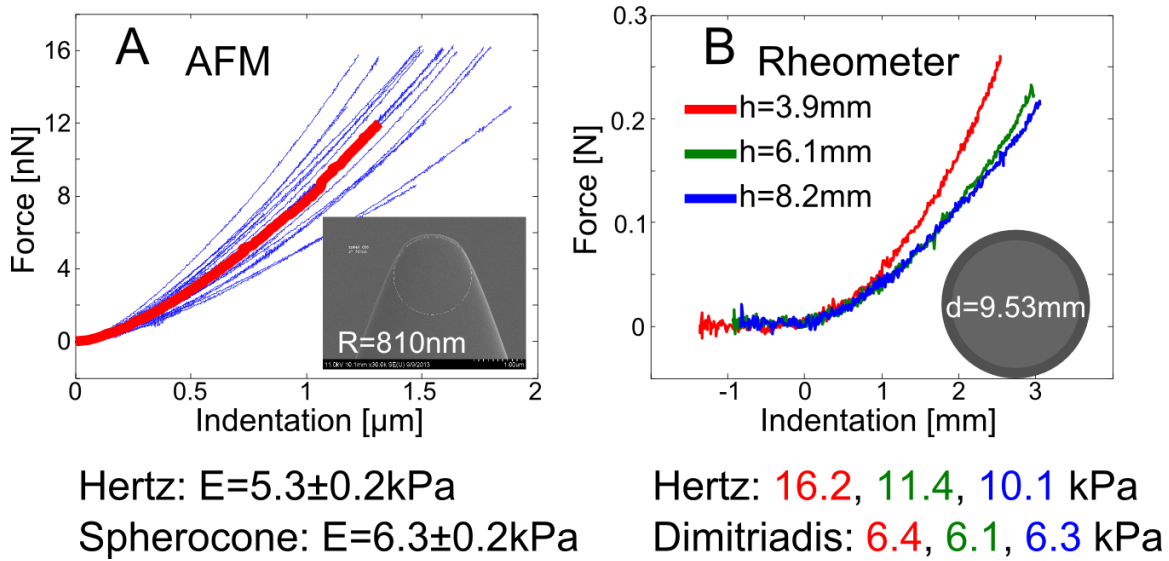 A
AFM
Force [nN]
16
12
8
4
0
0
0.5
1
1.5
2
Indentation [µm]
R=810nm
1.00um
Hertz: E=5.3±0.2kPa
Spherocone: E=6.3±0.2kPa
B
Rheometer
h=3.9mm
h=6.1mm
h=8.2mm
Force [N]
0.3
0.2
0.1
0
-1
0
1
2
3
Indentation [mm]
d=9.53mm
Hertz: 16.2, 11.4, 10.1 kPa
Dimitriadis: 6.4, 6.1, 6.3 kPa